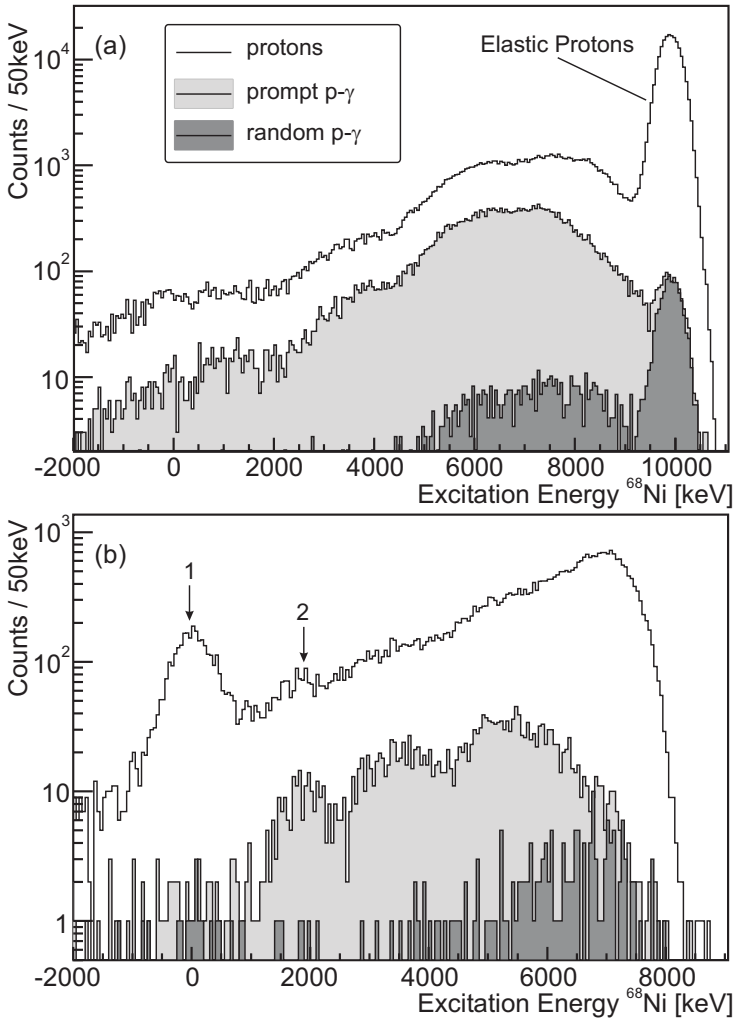 (a)
protons
prompt p-γ
random p-γ
Elastic Protons
Counts / 50keV
10⁴
10³
10²
10
-2000 0 2000 4000 6000 8000 10000
Excitation Energy ⁶⁸Ni [keV]
(b)
1
2
Counts / 50keV
10³
10²
10
1
-2000 0 2000 4000 6000 8000
Excitation Energy ⁶⁸Ni [keV]